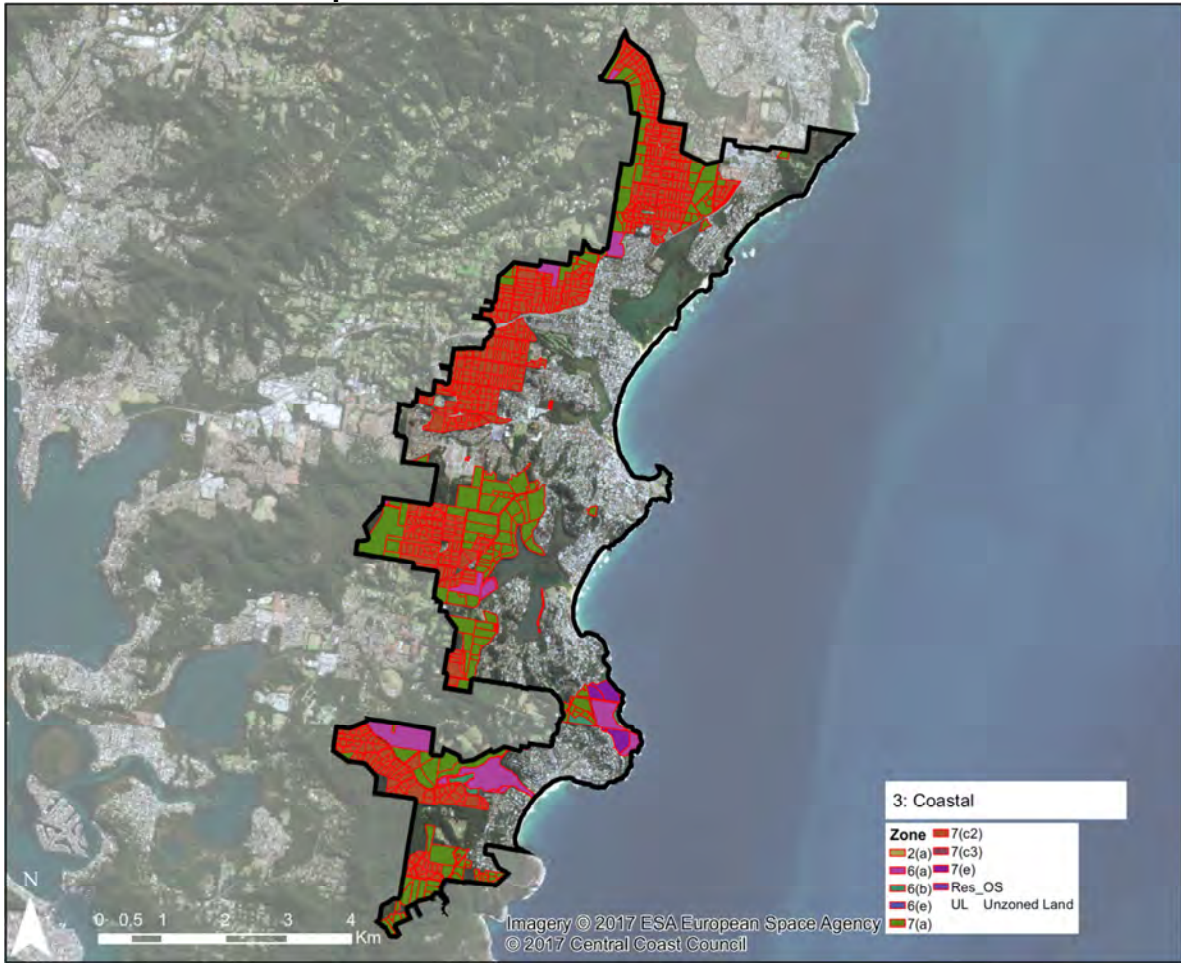 3: Coastal
Zone
2(a)
6(a)
6(b)
6(e)
7(a)
7(c2)
7(c3)
7(e)
Res_OS
UL Unzoned Land
N
0 0.5 1 2 3 4
Km
Imagery © 2017 ESA European Space Agency
© 2017 Central Coast Council